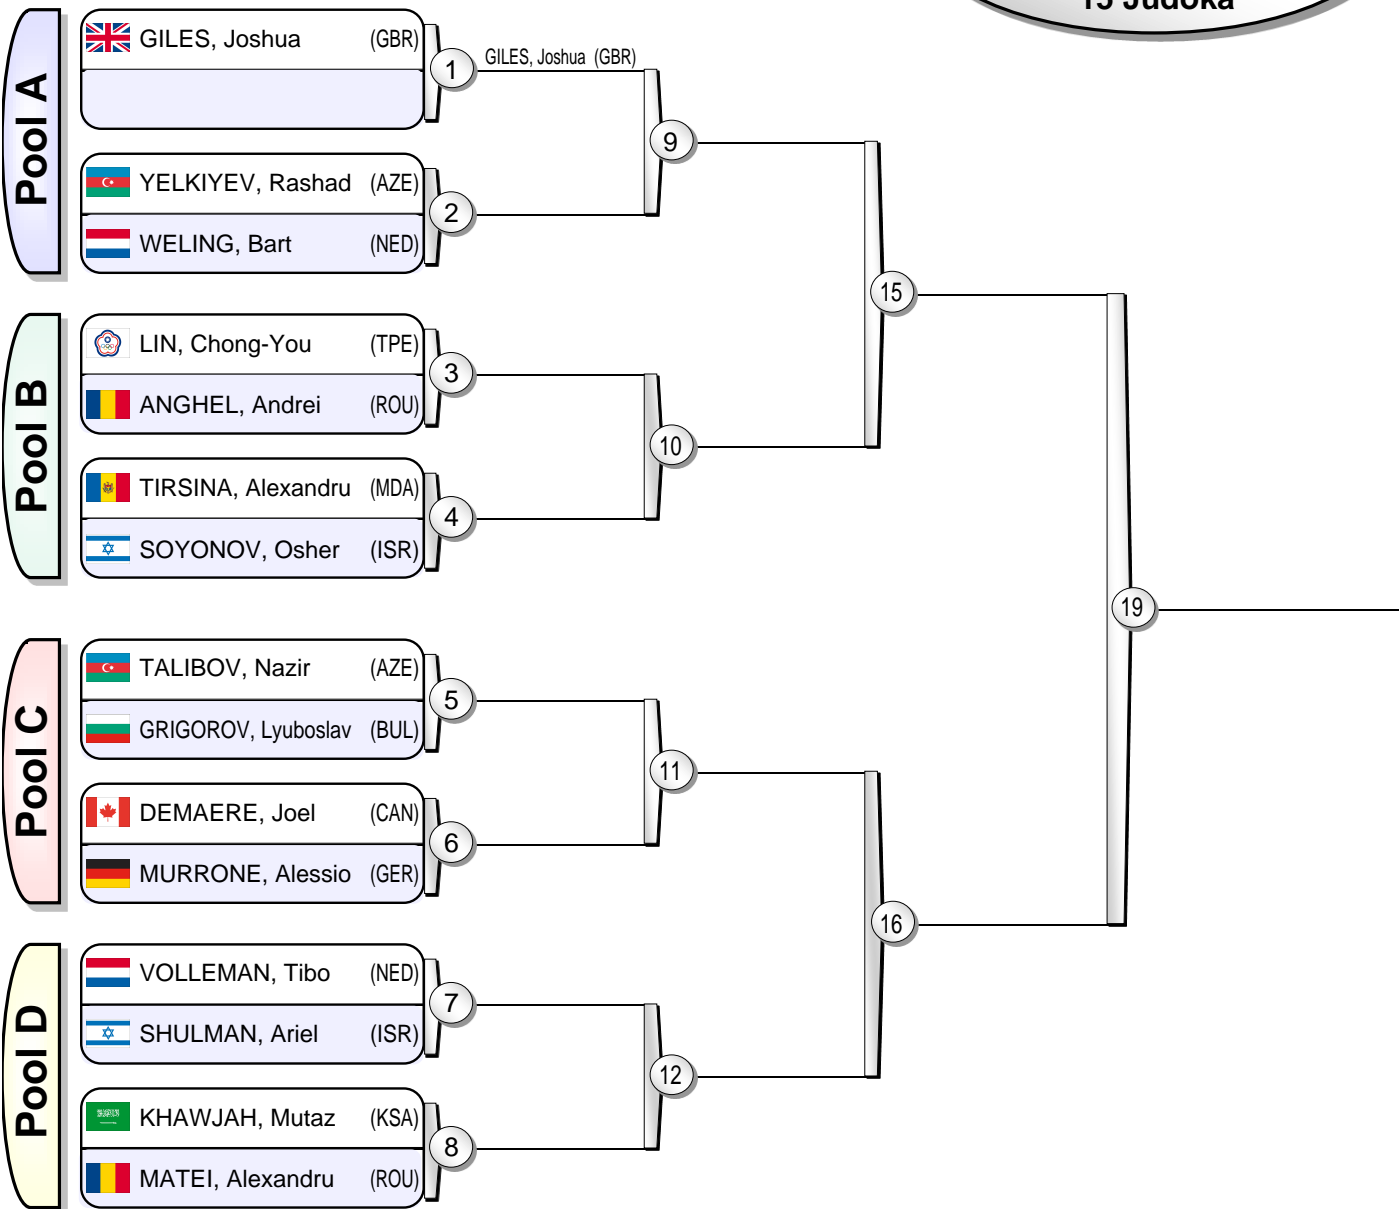 15 Judoka
Pool A
GILES, Joshua (GBR)
1
GILES, Joshua (GBR)
9
YELKIYEV, Rashad (AZE)
2
WELING, Bart (NED)
15
Pool B
LIN, Chong-You (TPE)
3
ANGHEL, Andrei (ROU)
10
TIRSINA, Alexandru (MDA)
4
SOYONOV, Osher (ISR)
19
Pool C
TALIBOV, Nazir (AZE)
5
GRIGOROV, Lyuboslav (BUL)
11
DEMAERE, Joel (CAN)
6
MURRONE, Alessio (GER)
16
Pool D
VOLLEMAN, Tibo (NED)
7
SHULMAN, Ariel (ISR)
12
KHAWJAH, Mutaz (KSA)
8
MATEI, Alexandru (ROU)